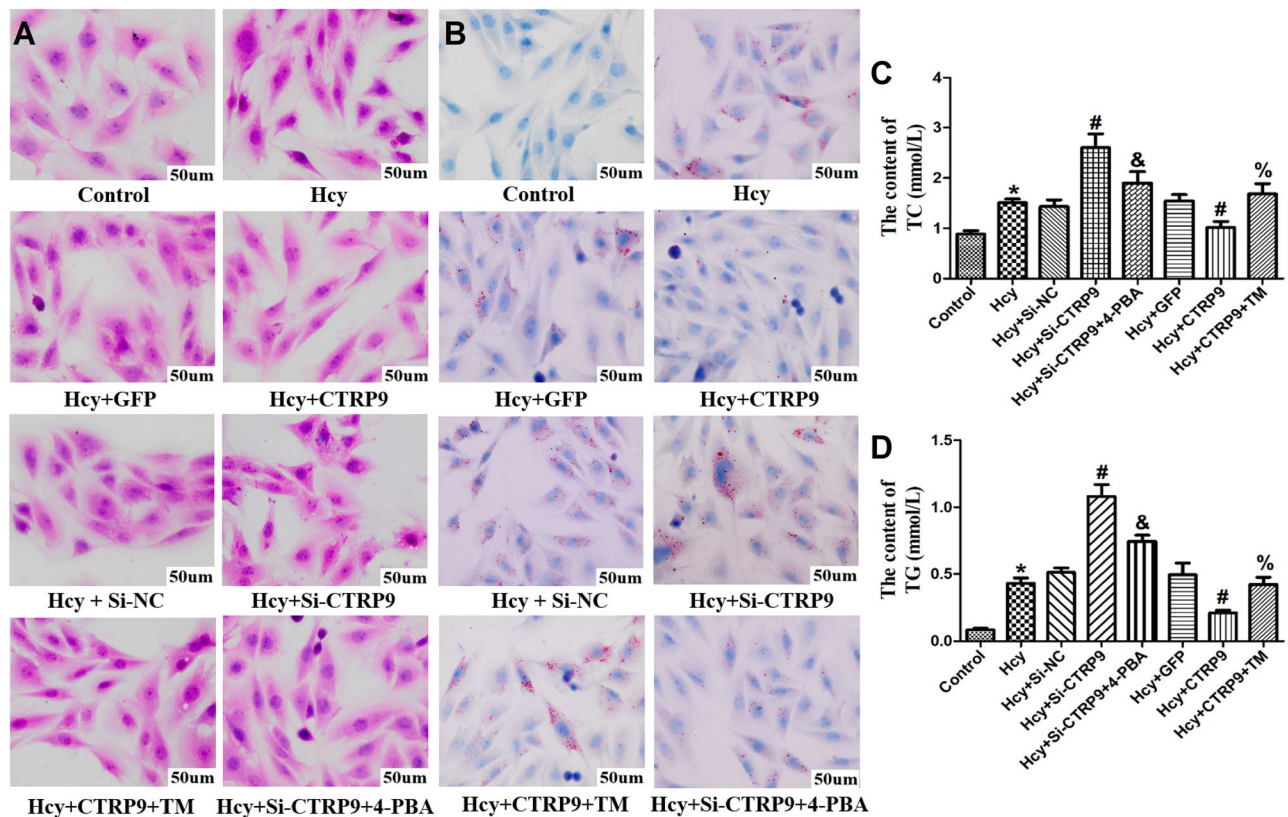 A
B
50um
50um
50um
50um
Control
Hcy
Control
Hcy
50um
50um
50um
50um
Hcy+GFP
Hcy+CTRP9
Hcy+GFP
Hcy+CTRP9
50um
50um
50um
50um
Hcy + Si-NC
Hcy+Si-CTRP9
Hcy + Si-NC
Hcy+Si-CTRP9
50um
50um
50um
50um
Hcy+CTRP9+TM
Hcy+Si-CTRP9+4-PBA
Hcy+CTRP9+TM
Hcy+Si-CTRP9+4-PBA
C
The content of
TC (mmol/L)
4
3
2
1
0
*
#
&
#
%
Control
Hcy
Hcy+Si-NC
Hcy+Si-CTRP9
Hcy+Si-CTRP9+4-PBA
Hcy+GFP
Hcy+CTRP9
Hcy+CTRP9+TM
D
The content of
TG (mmol/L)
1.5
1.0
0.5
0.0
*
#
&
#
%
Control
Hcy
Hcy+Si-NC
Hcy+Si-CTRP9
Hcy+Si-CTRP9+4-PBA
Hcy+GFP
Hcy+CTRP9
Hcy+CTRP9+TM